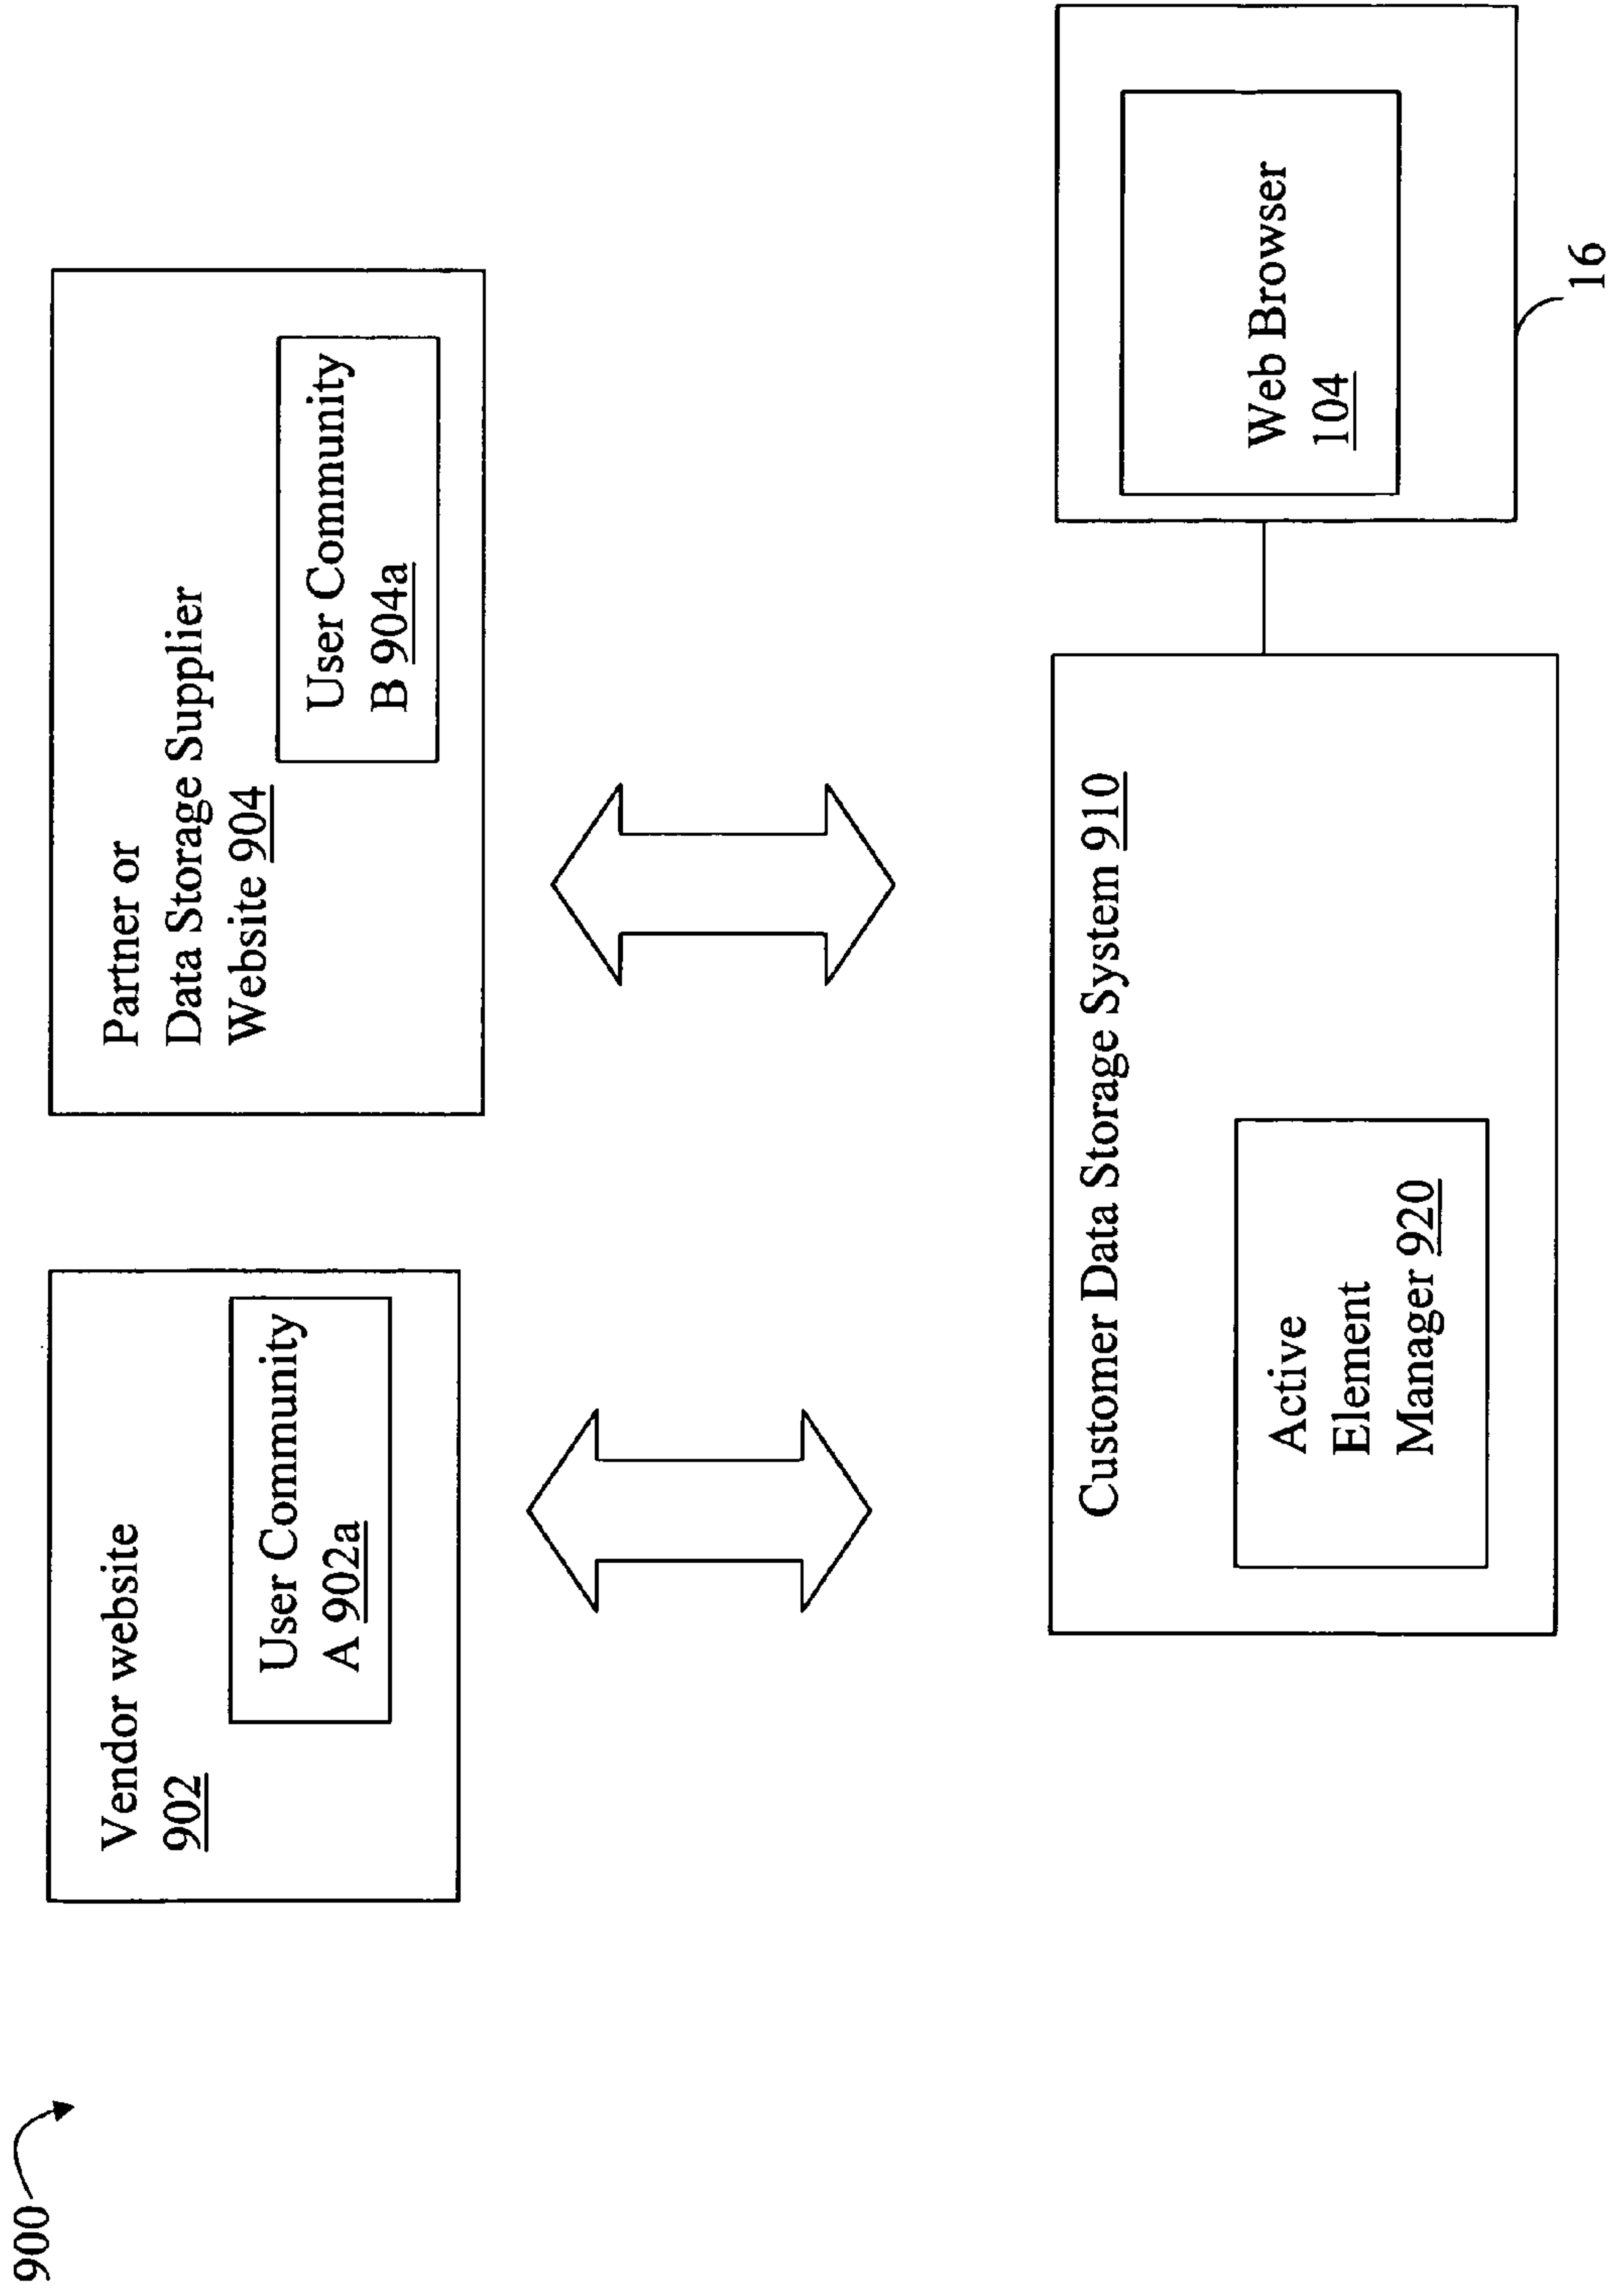 900
Vendor website
902
User Community
A 902a
Partner or
Data Storage Supplier
Website 904
User Community
B 904a
Customer Data Storage System 910
Active
Element
Manager 920
Web Browser
104
16